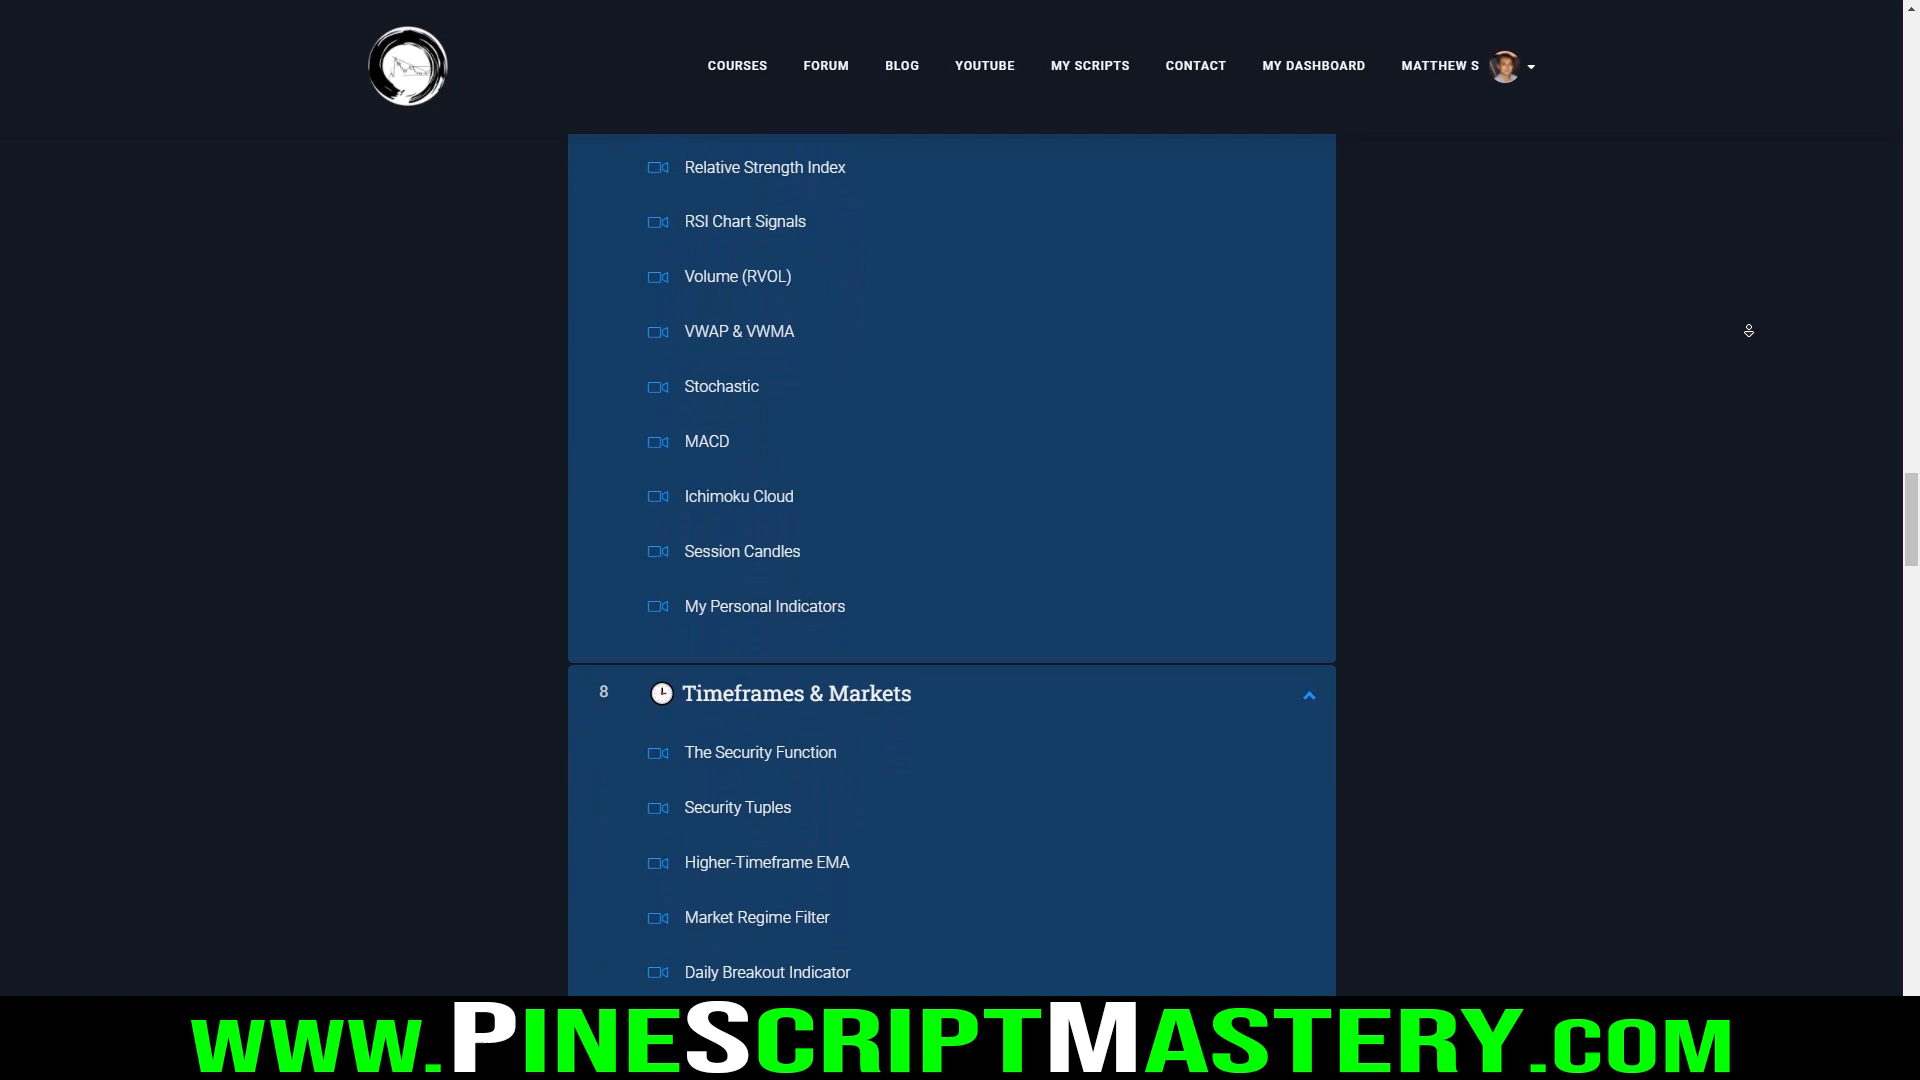 COURSES FORUM BLOG YOUTUBE MY SCRIPTS CONTACT MY DASHBOARD MATTHEW S
Relative Strength Index
RSI Chart Signals
Volume (RVOL)
VWAP & VWMA
Stochastic
MACD
Ichimoku Cloud
Session Candles
My Personal Indicators
8 Timeframes & Markets
The Security Function
Security Tuples
Higher-Timeframe EMA
Market Regime Filter
Daily Breakout Indicator
www.PineScriptMastery.com